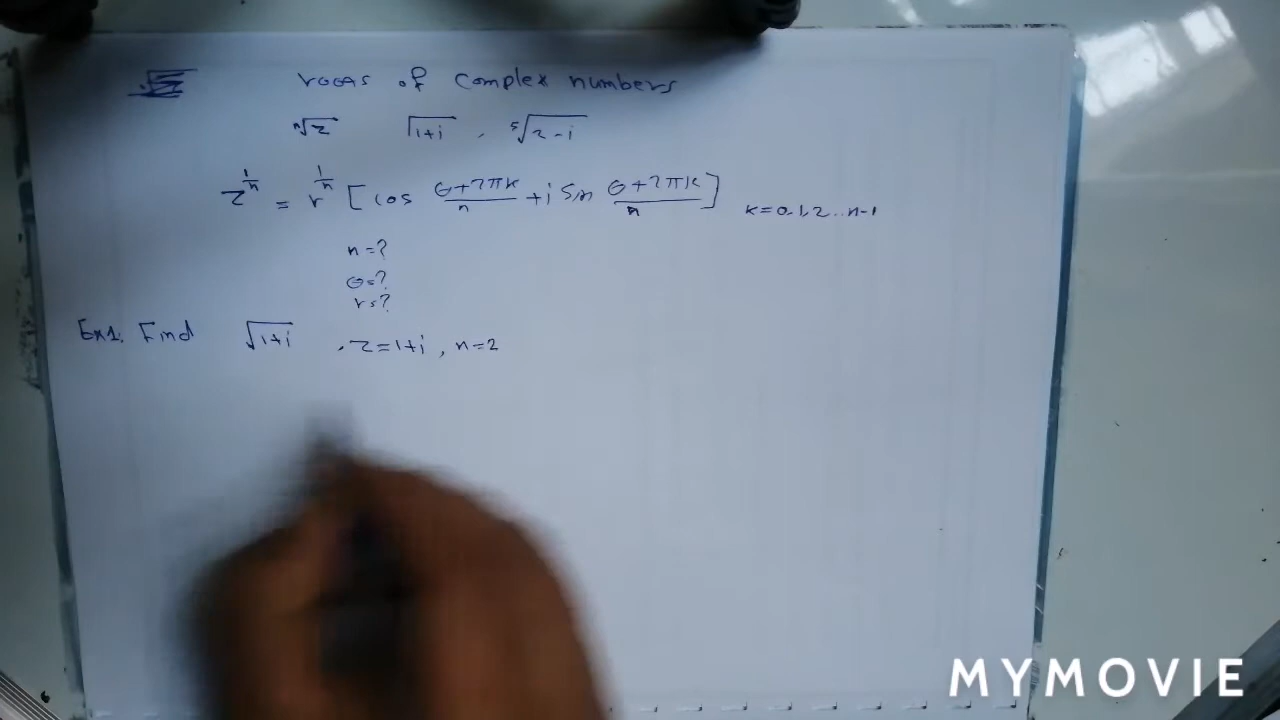 roots of complex numbers
ⁿ√z √1+i , ⁵√2-i
z^(1/n) = r^(1/n) [cos (θ+2πk)/n + i sin (θ+2πk)/n] k=0,1,2...n-1
n=?
θ=?
r=?
Ex1. Find √1+i , z=1+i, n=2
MYMOVIE